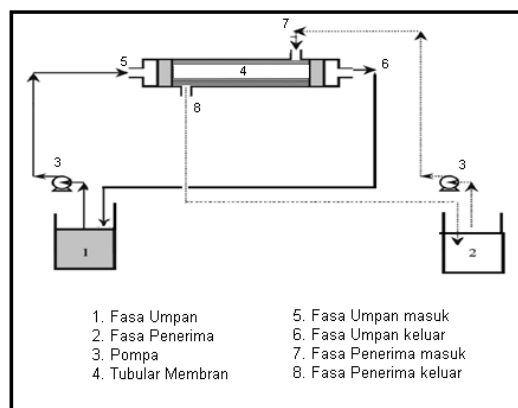 7
5
4
6
8
3
3
1
2
1. Fasa Umpan
2. Fasa Penerima
3. Pompa
4. Tubular Membran
5. Fasa Umpan masuk
6. Fasa Umpan keluar
7. Fasa Penerima masuk
8. Fasa Penerima keluar